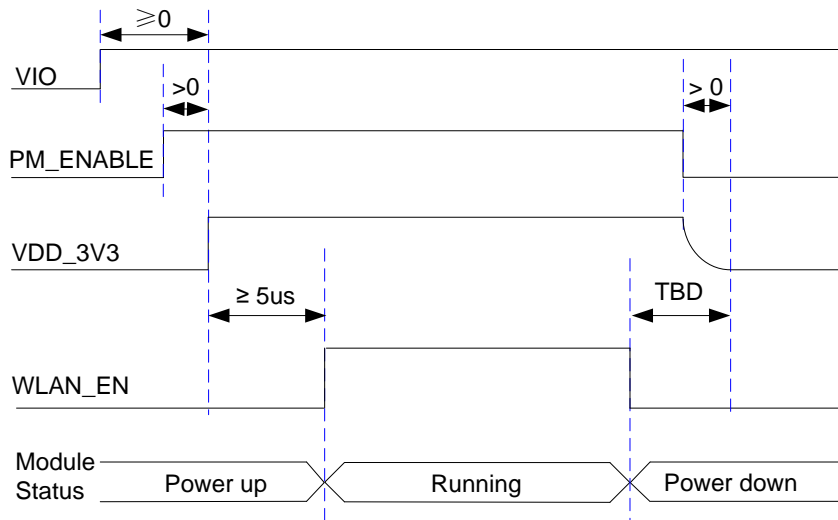 ≥0
VIO
>0
> 0
PM_ENABLE
VDD_3V3
≥ 5us
TBD
WLAN_EN
Module
Status
Power up
Running
Power down